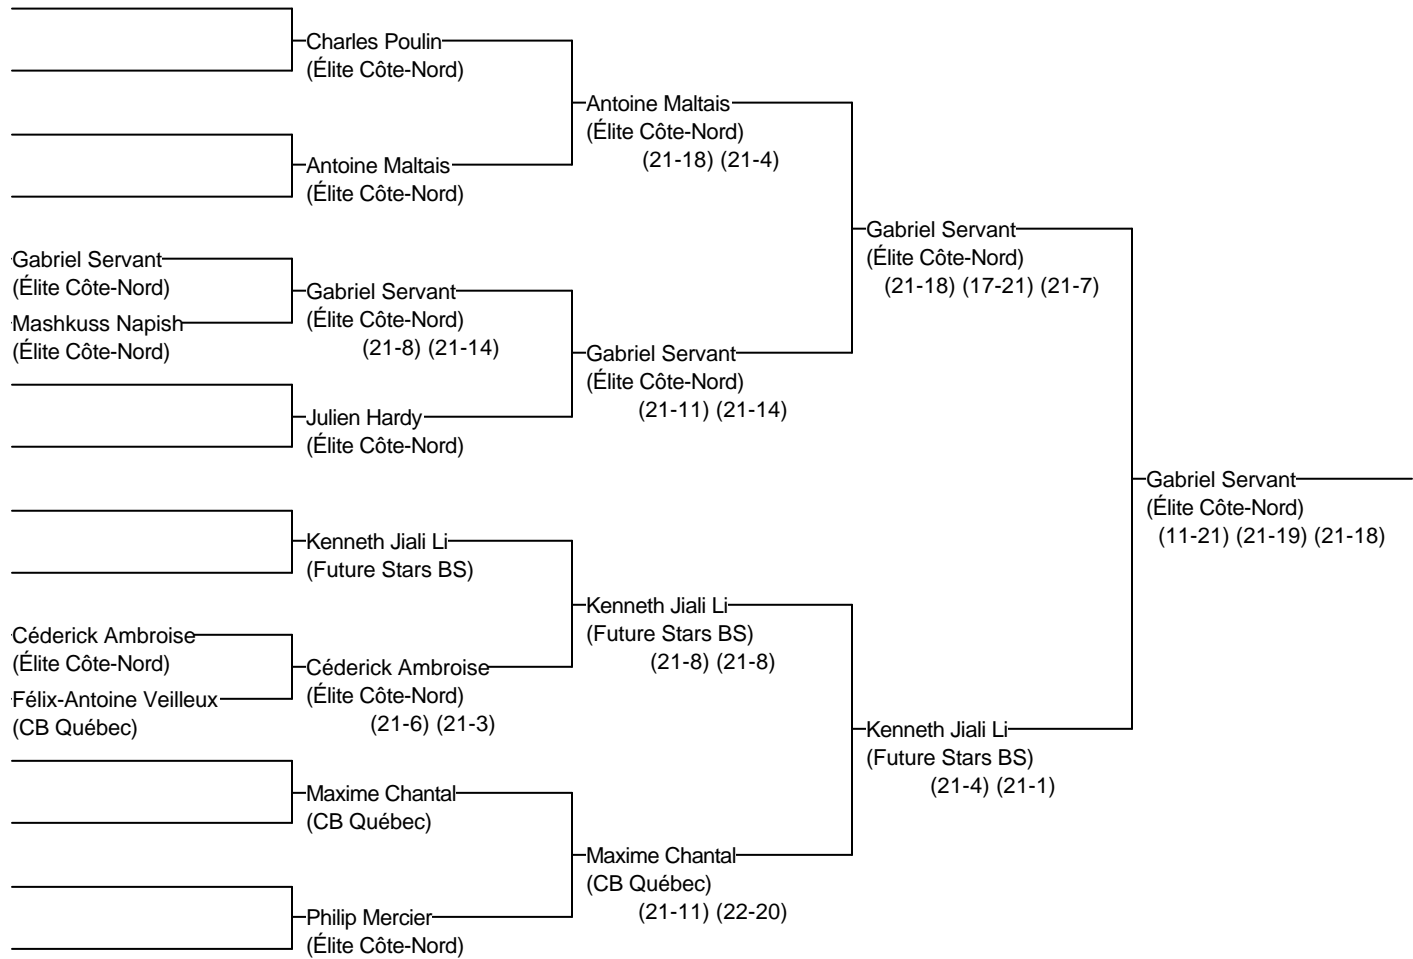 Charles Poulin
(Élite Côte-Nord)
Antoine Maltais
(Élite Côte-Nord)
(21-18) (21-4)
Antoine Maltais
(Élite Côte-Nord)
Gabriel Servant
(Élite Côte-Nord)
(21-18) (17-21) (21-7)
Gabriel Servant
(Élite Côte-Nord)
Mashkuss Napish
(Élite Côte-Nord)
Gabriel Servant
(Élite Côte-Nord)
(21-8) (21-14)
Gabriel Servant
(Élite Côte-Nord)
(21-11) (21-14)
Julien Hardy
(Élite Côte-Nord)
Gabriel Servant
(Élite Côte-Nord)
(11-21) (21-19) (21-18)
Kenneth Jiali Li
(Future Stars BS)
Kenneth Jiali Li
(Future Stars BS)
(21-8) (21-8)
Céderick Ambroise
(Élite Côte-Nord)
Félix-Antoine Veilleux
(CB Québec)
Céderick Ambroise
(Élite Côte-Nord)
(21-6) (21-3)
Kenneth Jiali Li
(Future Stars BS)
(21-4) (21-1)
Maxime Chantal
(CB Québec)
Maxime Chantal
(CB Québec)
(21-11) (22-20)
Philip Mercier
(Élite Côte-Nord)